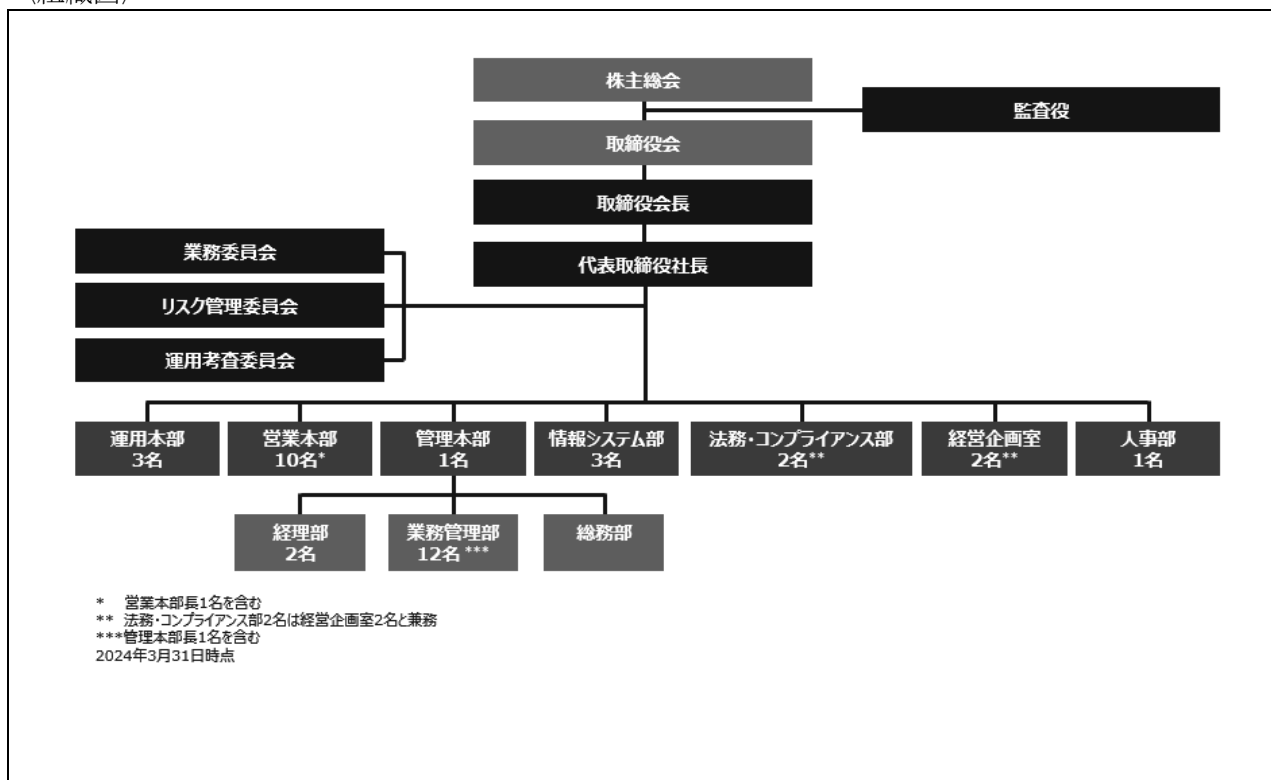 (組織図)
株主総会
監査役
取締役会
取締役会長
代表取締役社長
業務委員会
リスク管理委員会
運用考査委員会
運用本部
3名
営業本部
10名*
管理本部
1名
情報システム部
3名
法務・コンプライアンス部
2名**
経営企画室
2名**
人事部
1名
経理部
2名
業務管理部
12名 ***
総務部
* 営業本部長1名を含む
** 法務・コンプライアンス部2名は経営企画室2名と兼務
***管理本部長1名を含む
2024年3月31日時点